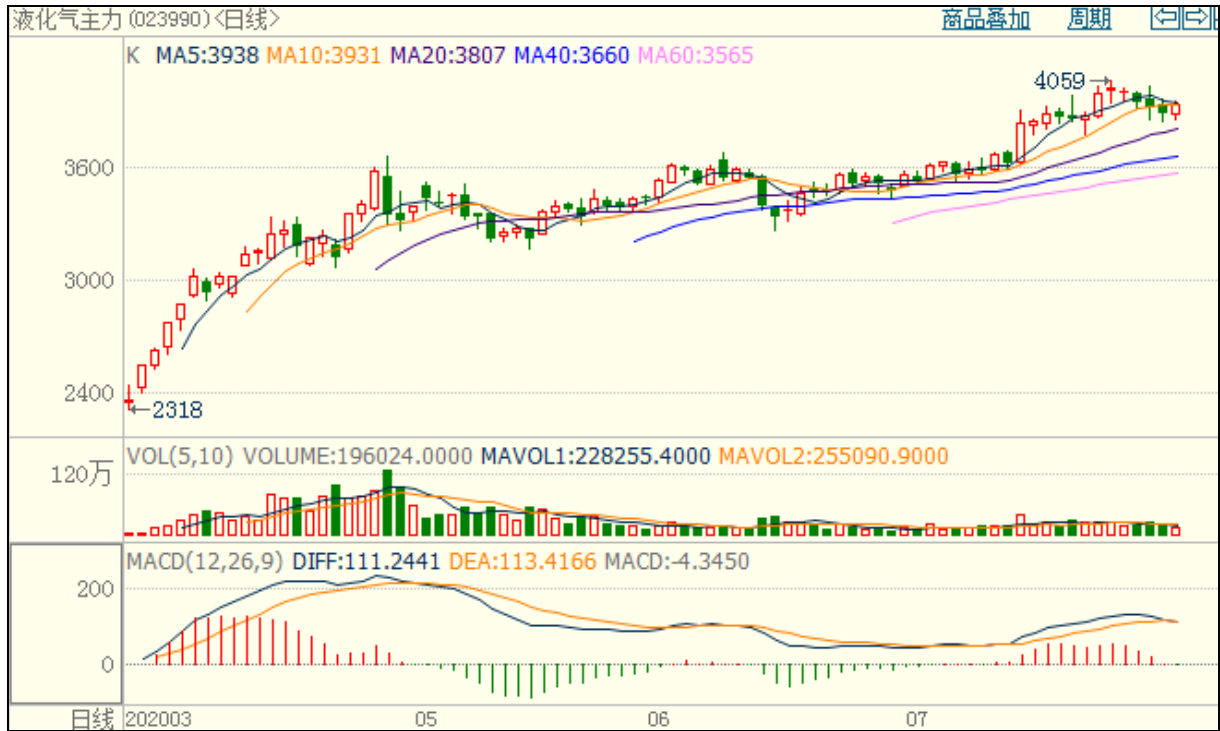 液化气主力(023990)<日线> 商品叠加 周期
K MA5:3938 MA10:3931 MA20:3807 MA40:3660 MA60:3565
4059
3600
3000
2400
2318
VOL(5,10) VOLUME:196024.0000 MAVOL1:228255.4000 MAVOL2:255090.9000
120万
MACD(12,26,9) DIFF:111.2441 DEA:113.4166 MACD:-4.3450
200
0
日线 202003 05 06 07